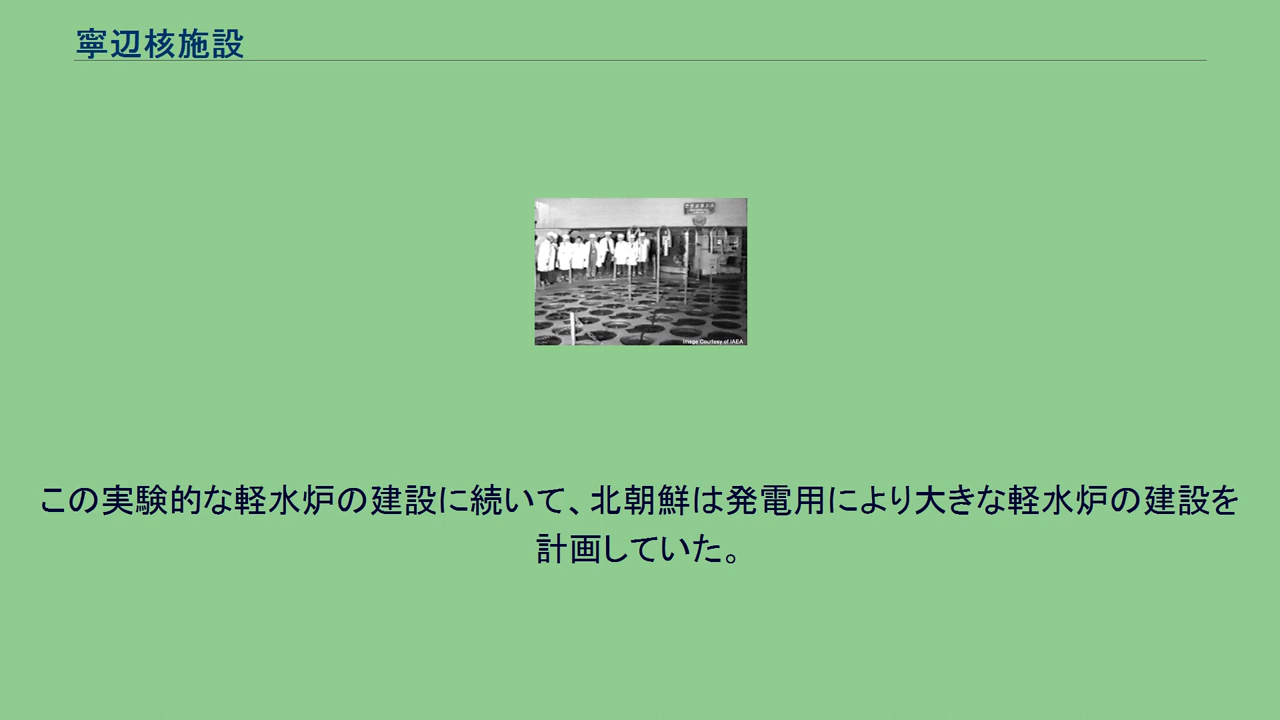 寧辺核施設
Image Courtesy of IAEA
この実験的な軽水炉の建設に続いて、北朝鮮は発電用により大きな軽水炉の建設を
計画していた。